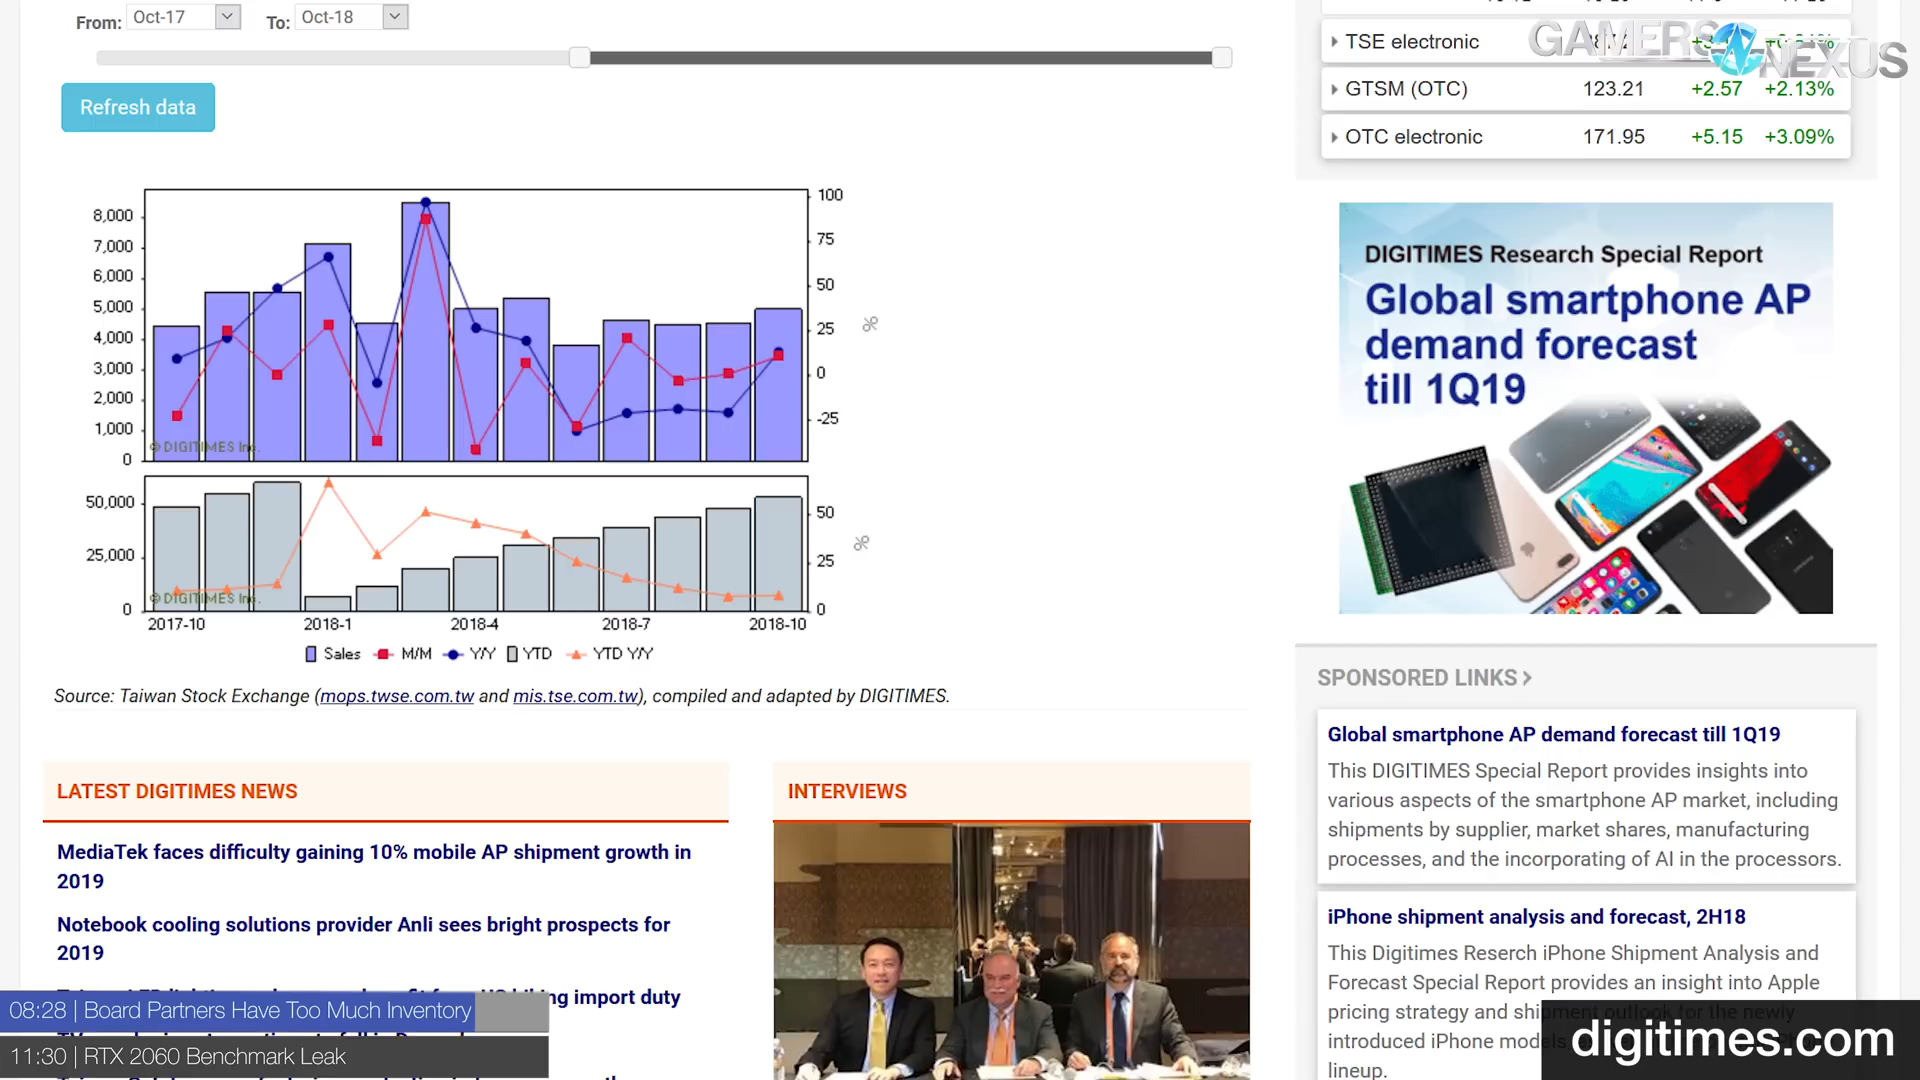 From: Oct-17 To: Oct-18
Refresh data
8,000
7,000
6,000
5,000
4,000
3,000
2,000
1,000
0
100
75
50
25
0
-25
%
© DIGITIMES Inc.
50,000
25,000
0
50
25
0
%
© DIGITIMES Inc.
2017-10 2018-1 2018-4 2018-7 2018-10
Sales M/M Y/Y YTD YTD Y/Y
Source: Taiwan Stock Exchange (mops.twse.com.tw and mis.tse.com.tw), compiled and adapted by DIGITIMES.
LATEST DIGITIMES NEWS
MediaTek faces difficulty gaining 10% mobile AP shipment growth in
2019
Notebook cooling solutions provider Anli sees bright prospects for
2019
import duty
INTERVIEWS
TSE electronic
GTSM (OTC) 123.21 +2.57 +2.13%
OTC electronic 171.95 +5.15 +3.09%
GAMERS
NEXUS
DIGITIMES Research Special Report
Global smartphone AP
demand forecast
till 1Q19
SPONSORED LINKS
Global smartphone AP demand forecast till 1Q19
This DIGITIMES Special Report provides insights into
various aspects of the smartphone AP market, including
shipments by supplier, market shares, manufacturing
processes, and the incorporating of AI in the processors.
iPhone shipment analysis and forecast, 2H18
This Digitimes Reserch iPhone Shipment Analysis and
Forecast Special Report provides an insight into Apple
pricing strategy and shipment outlook for the newly
introduced iPhone models
lineup.
08:28 | Board Partners Have Too Much Inventory
11:30 | RTX 2060 Benchmark Leak
digitimes.com